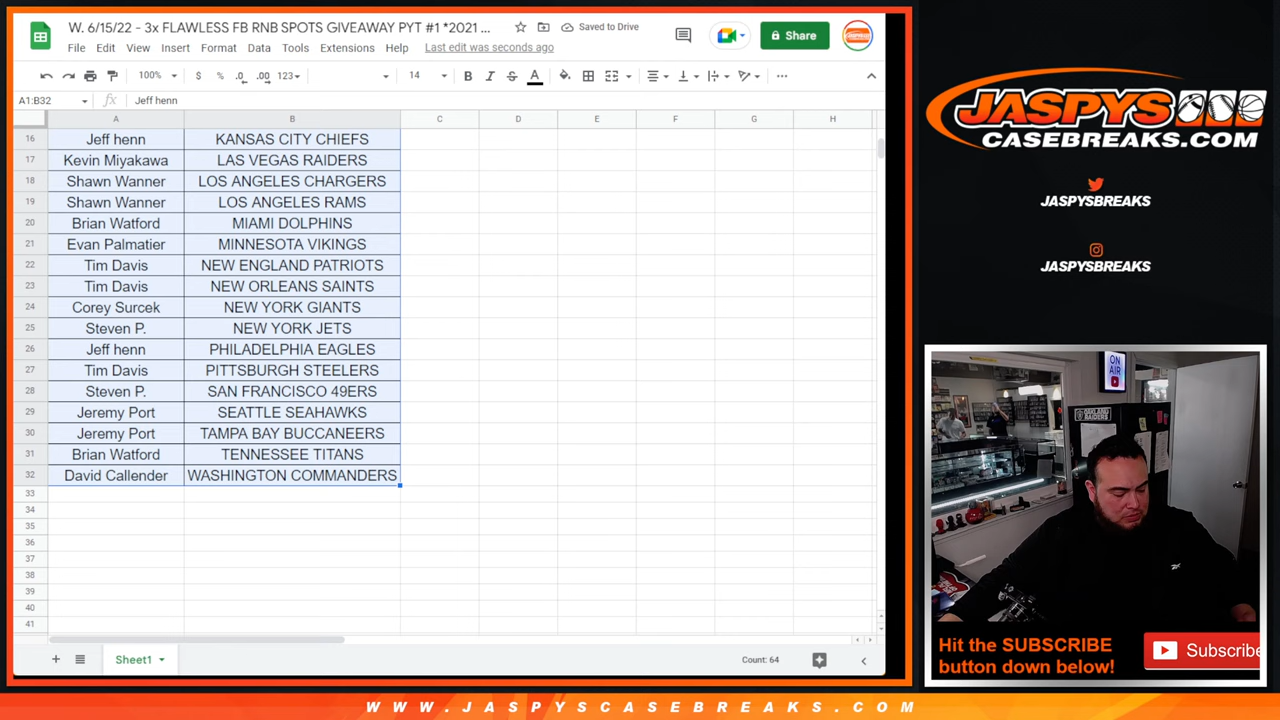 W. 6/15/22 - 3x FLAWLESS FB RNB SPOTS GIVEAWAY PYT #1 *2021 ...
Saved to Drive
Share
File Edit View Insert Format Data Tools Extensions Help Last edit was seconds ago
100% $ % .0 .00 123 14 B I S A
A1:B32 fx Jeff henn
A B C D E F G H
16 Jeff henn KANSAS CITY CHIEFS
17 Kevin Miyakawa LAS VEGAS RAIDERS
18 Shawn Wanner LOS ANGELES CHARGERS
19 Shawn Wanner LOS ANGELES RAMS
20 Brian Watford MIAMI DOLPHINS
21 Evan Palmatier MINNESOTA VIKINGS
22 Tim Davis NEW ENGLAND PATRIOTS
23 Tim Davis NEW ORLEANS SAINTS
24 Corey Surcek NEW YORK GIANTS
25 Steven P. NEW YORK JETS
26 Jeff henn PHILADELPHIA EAGLES
27 Tim Davis PITTSBURGH STEELERS
28 Steven P. SAN FRANCISCO 49ERS
29 Jeremy Port SEATTLE SEAHAWKS
30 Jeremy Port TAMPA BAY BUCCANEERS
31 Brian Watford TENNESSEE TITANS
32 David Callender WASHINGTON COMMANDERS
33
34
35
36
37
38
39
40
41
Sheet1
Count: 64
JASPYS
CASEBREAKS.COM
JASPYSBREAKS
JASPYSBREAKS
ON
AIR
OAKLAND
RAIDERS
Hit the SUBSCRIBE
button down below!
Subscribe
WWW.JASPYSCASEBREAKS.COM